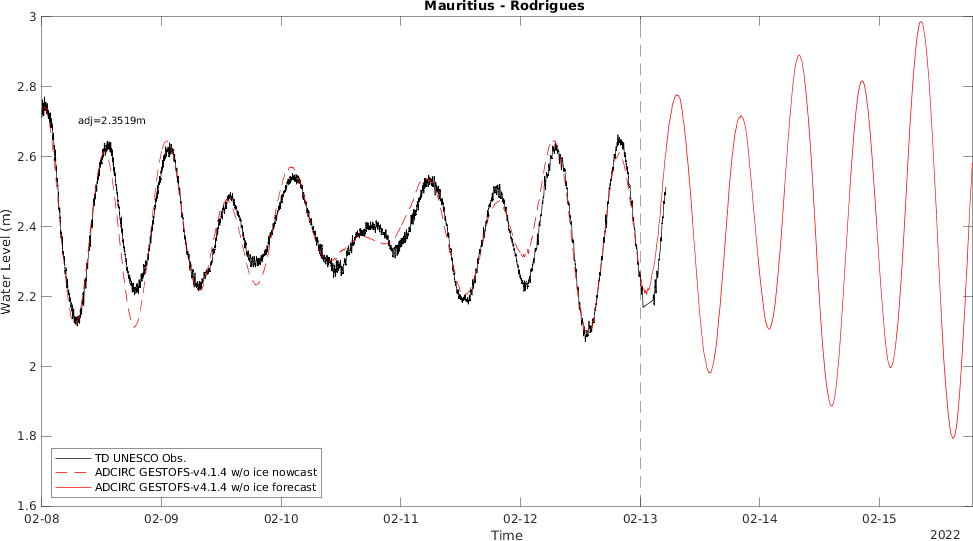 Mauritius - Rodrigues
3
2.8
2.6
2.4
2.2
2
1.8
1.6
Water Level (m)
adj=2.3519m
TD UNESCO Obs.
ADCIRC GESTOFS-v4.1.4 w/o ice nowcast
ADCIRC GESTOFS-v4.1.4 w/o ice forecast
02-08 02-09 02-10 02-11 02-12 02-13 02-14 02-15
Time
2022